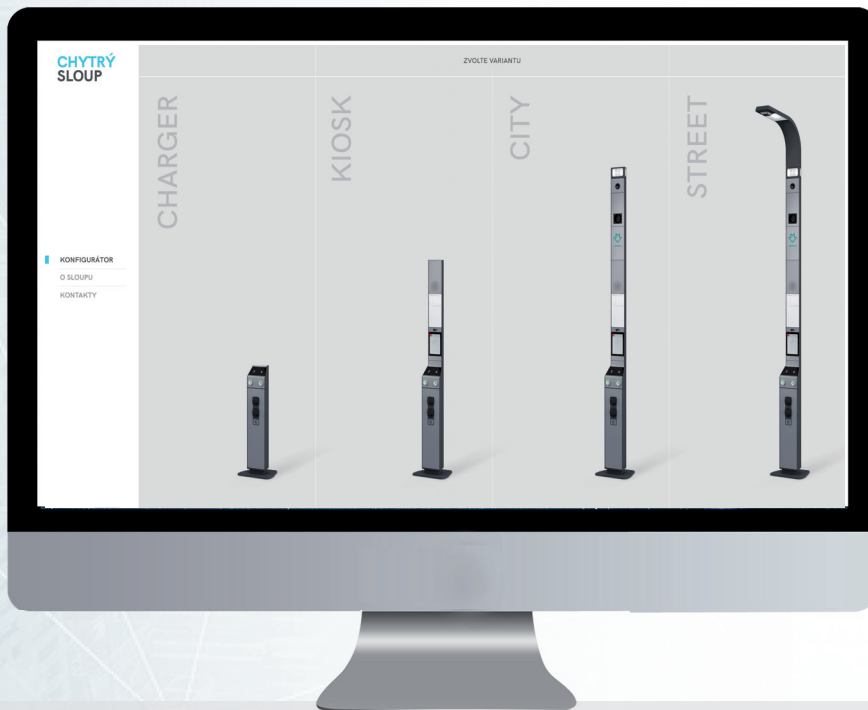 CHYTRÝ
SLOUP
ZVOLTE VARIANTU
CHARGER
KIOSK
CITY
STREET
KONFIGURÁTOR
O SLOUPU
KONTAKTY